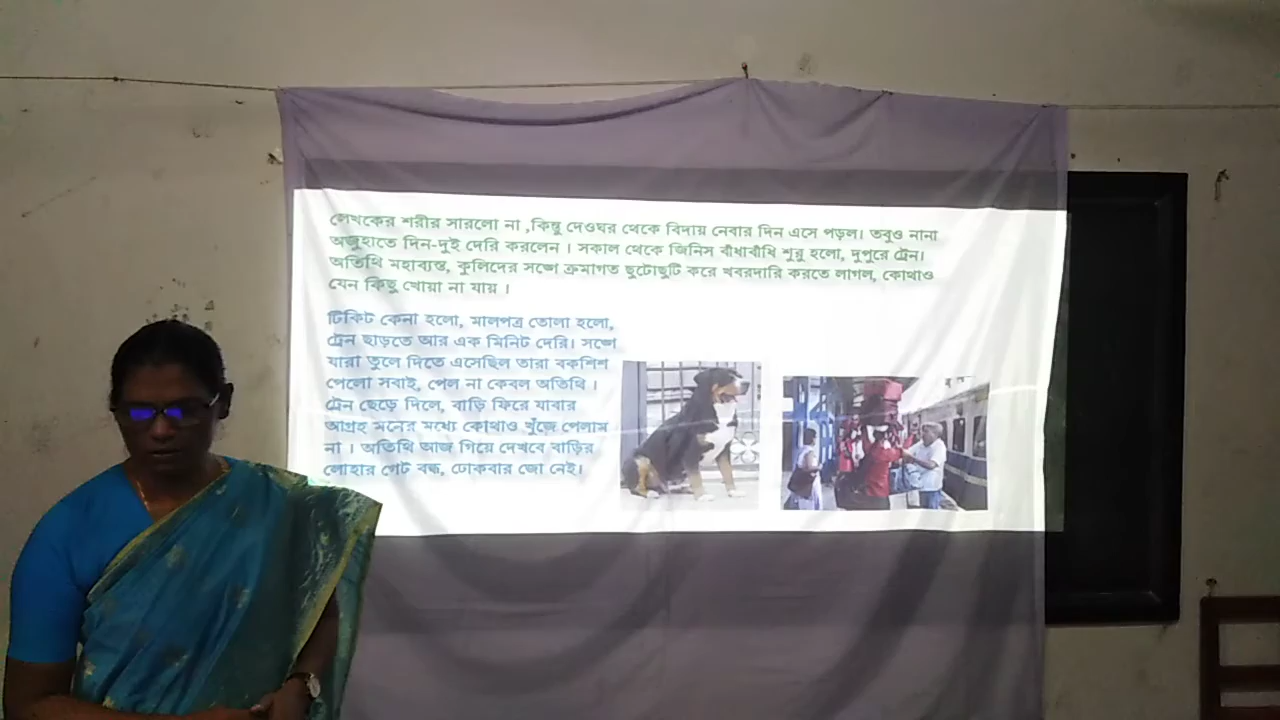 লেখকের শরীর সারলো না ,কিন্তু দেওঘর থেকে বিদায় নেবার দিন এসে পড়ল। তবুও নানা
অজুহাতে দিন-দুই দেরি করলেন । সকাল থেকে জিনিস বাঁধাবাঁধি শুরু হলো, দুপুরে ট্রেন।
অতিথি মহাব্যস্ত, কুলিদের সঙ্গে ক্রমাগত ছুটোছুটি করে খবরদারি করতে লাগল, কোথাও
যেন কিছু খোয়া না যায় ।
টিকিট কেনা হলো, মালপত্র তোলা হলো,
ট্রেন ছাড়তে আর এক মিনিট দেরি। সঙ্গে
যারা তুলে দিতে এসেছিল তারা বকশিশ
পেলো সবাই, পেল না কেবল অতিথি ।
ট্রেন ছেড়ে দিলে, বাড়ি ফিরে যাবার
আগ্রহ মনের মধ্যে কোথাও খুঁজে পেলাম
না । অতিথি আজ গিয়ে দেখবে বাড়ির
লোহার গেট বন্ধ, ঢোকবার জো নেই।